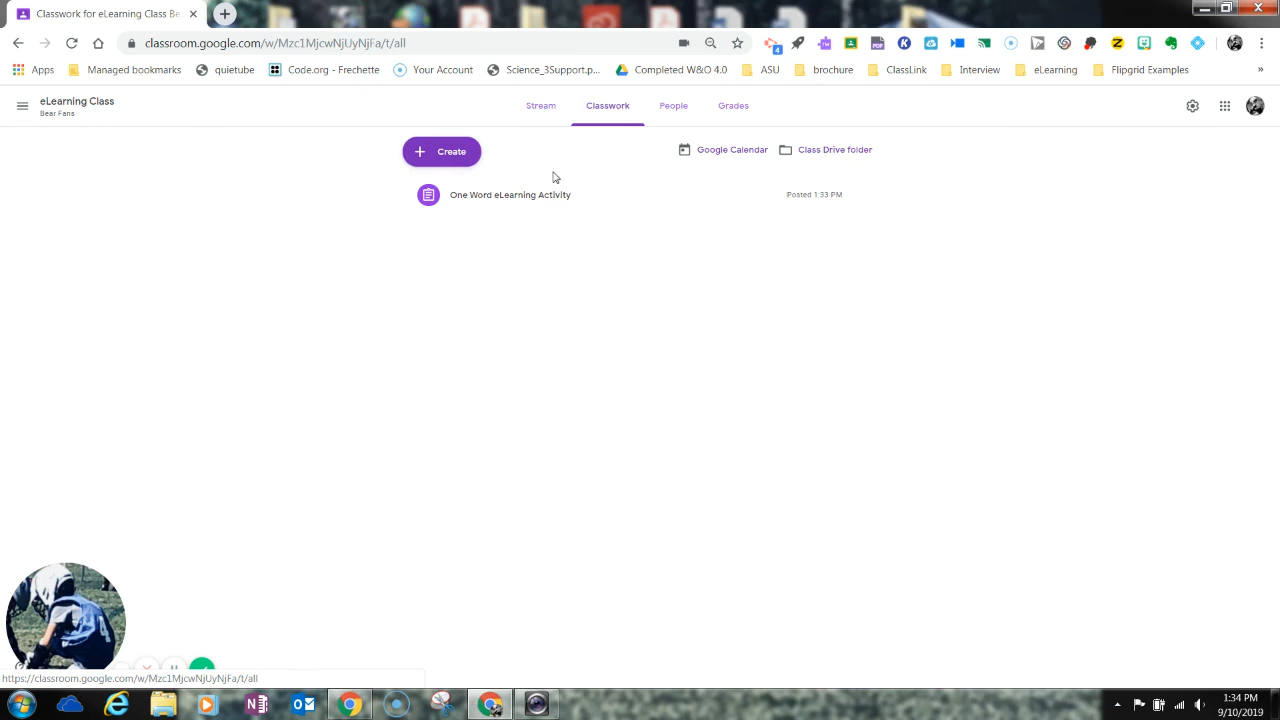 Classwork for eLearning Class Be
classroom.google.com/w/Mzc1MjcwNjUyNjFa/t/all
4
PDF
K
Z
Apps
Managed bookmarks
quietube
Code.org - Frechette
Your Account
Science_3Support.p...
Completed W&O 4.0
ASU
brochure
ClassLink
Interview
eLearning
Flipgrid Examples
»
eLearning Class
Bear Fans
Stream
Classwork
People
Grades
+ Create
Google Calendar
Class Drive folder
One Word eLearning Activity
Posted 1:33 PM
4
https://classroom.google.com/w/Mzc1MjcwNjUyNjFa/t/all
1:34 PM
9/10/2019